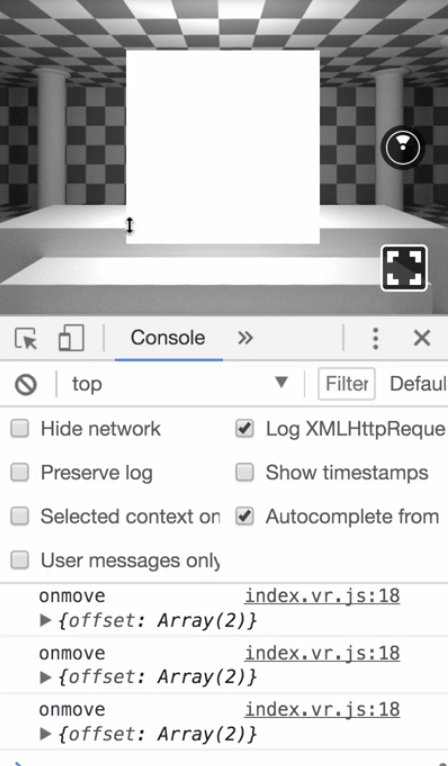 Console »
top Filter Defaul
Hide network Log XMLHttpReque
Preserve log Show timestamps
Selected context on Autocomplete from
User messages only
onmove index.vr.js:18
▶ {offset: Array(2)}
onmove index.vr.js:18
▶ {offset: Array(2)}
onmove index.vr.js:18
▶ {offset: Array(2)}